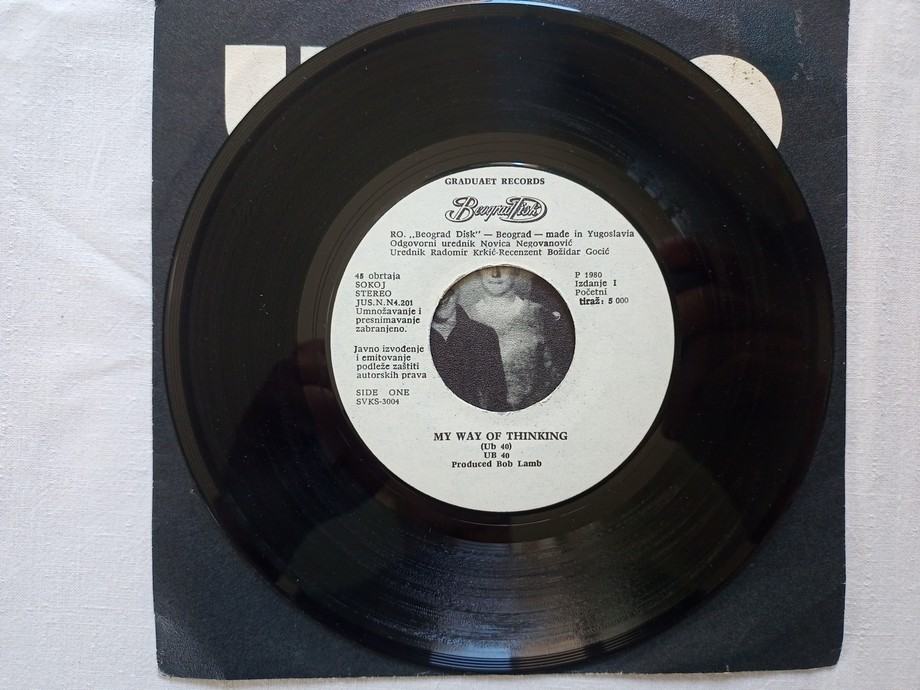 GRADUAET RECORDS
Beograd Disk
RO. ,,Beograd Disk" — Beograd — made in Yugoslavia
Odgovorni urednik Novica Negovanović
Urednik Radomir Krkić-Recenzent Božidar Gocić
45 obrtaja
SOKOJ
STEREO
JUS.N.N4.201
Umnožavanje i
presnimavanje
zabranjeno.
Javno izvođenje
i emitovanje
podleže zaštiti
autorskih prava
SIDE ONE
SVKS-3004
P 1980
Izdanje I
Početni
tiraž: 5 000
MY WAY OF THINKING
(Ub 40)
UB 40
Produced Bob Lamb